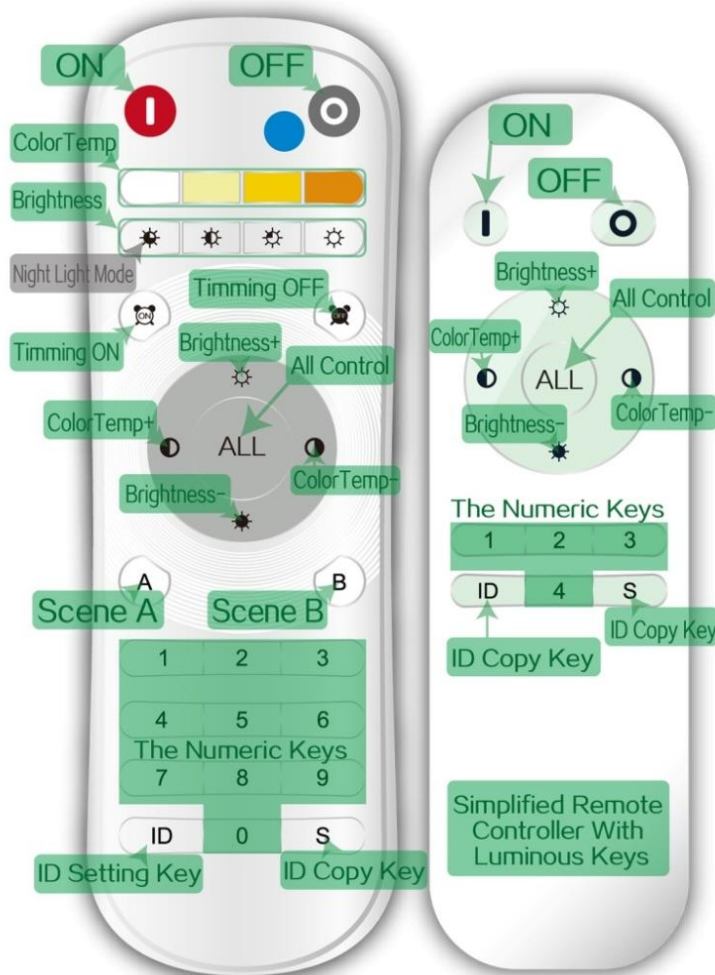 ON
OFF
ColorTemp
Brightness
Night Light Mode
Timming OFF
ON
OFF
Timming ON
Brightness+
All Control
ColorTemp+
ALL
ColorTemp-
Brightness-
A
B
Scene A
Scene B
1 2 3
4 5 6
The Numeric Keys
7 8 9
ID 0 S
ID Setting Key
ID Copy Key
ON
OFF
Brightness+
All Control
ColorTemp+
ALL
ColorTemp-
Brightness-
The Numeric Keys
1 2 3
ID 4 S
ID Copy Key
ID Copy Key
Simplified Remote
Controller With
Luminous Keys